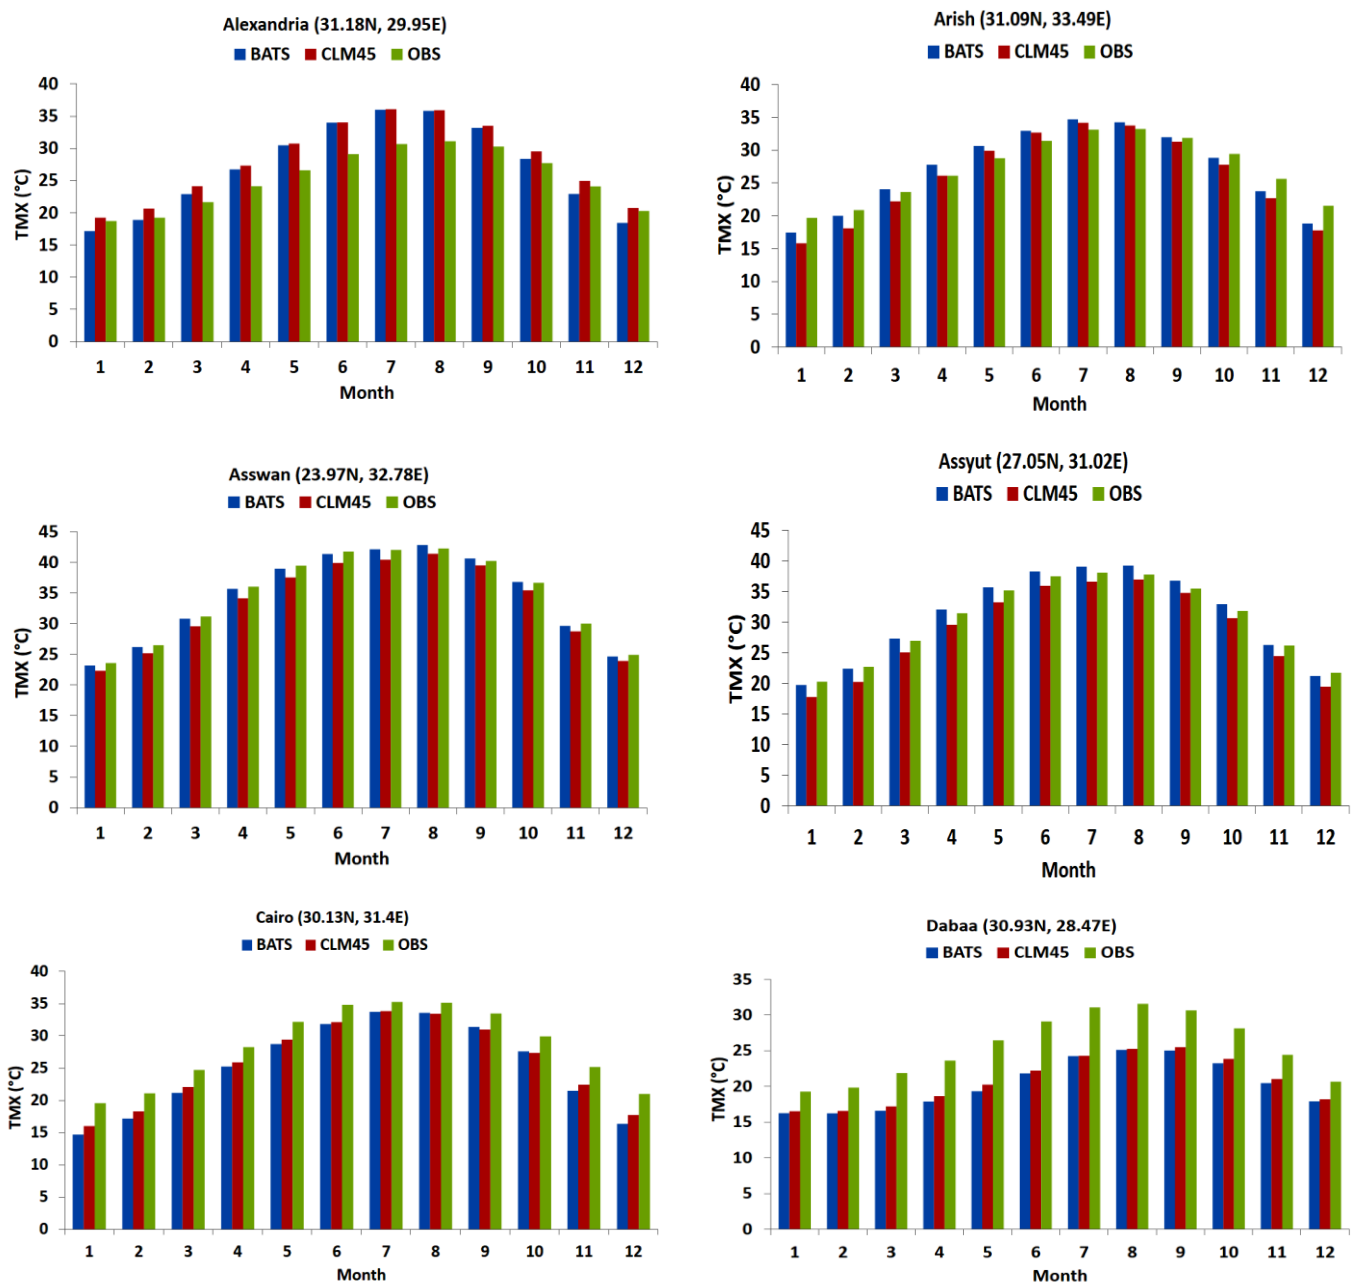 Alexandria (31.18N, 29.95E)
BATS CLM45 OBS
TMX (°C)
40
35
30
25
20
15
10
5
0
1 2 3 4 5 6 7 8 9 10 11 12
Month
Arish (31.09N, 33.49E)
BATS CLM45 OBS
TMX (°C)
40
35
30
25
20
15
10
5
0
1 2 3 4 5 6 7 8 9 10 11 12
Month
Asswan (23.97N, 32.78E)
BATS CLM45 OBS
TMX (°C)
45
40
35
30
25
20
15
10
5
0
1 2 3 4 5 6 7 8 9 10 11 12
Month
Assyut (27.05N, 31.02E)
BATS CLM45 OBS
TMX (°C)
45
40
35
30
25
20
15
10
5
0
1 2 3 4 5 6 7 8 9 10 11 12
Month
Cairo (30.13N, 31.4E)
BATS CLM45 OBS
TMX (°C)
40
35
30
25
20
15
10
5
0
1 2 3 4 5 6 7 8 9 10 11 12
Month
Dabaa (30.93N, 28.47E)
BATS CLM45 OBS
TMX (°C)
35
30
25
20
15
10
5
0
1 2 3 4 5 6 7 8 9 10 11 12
Month